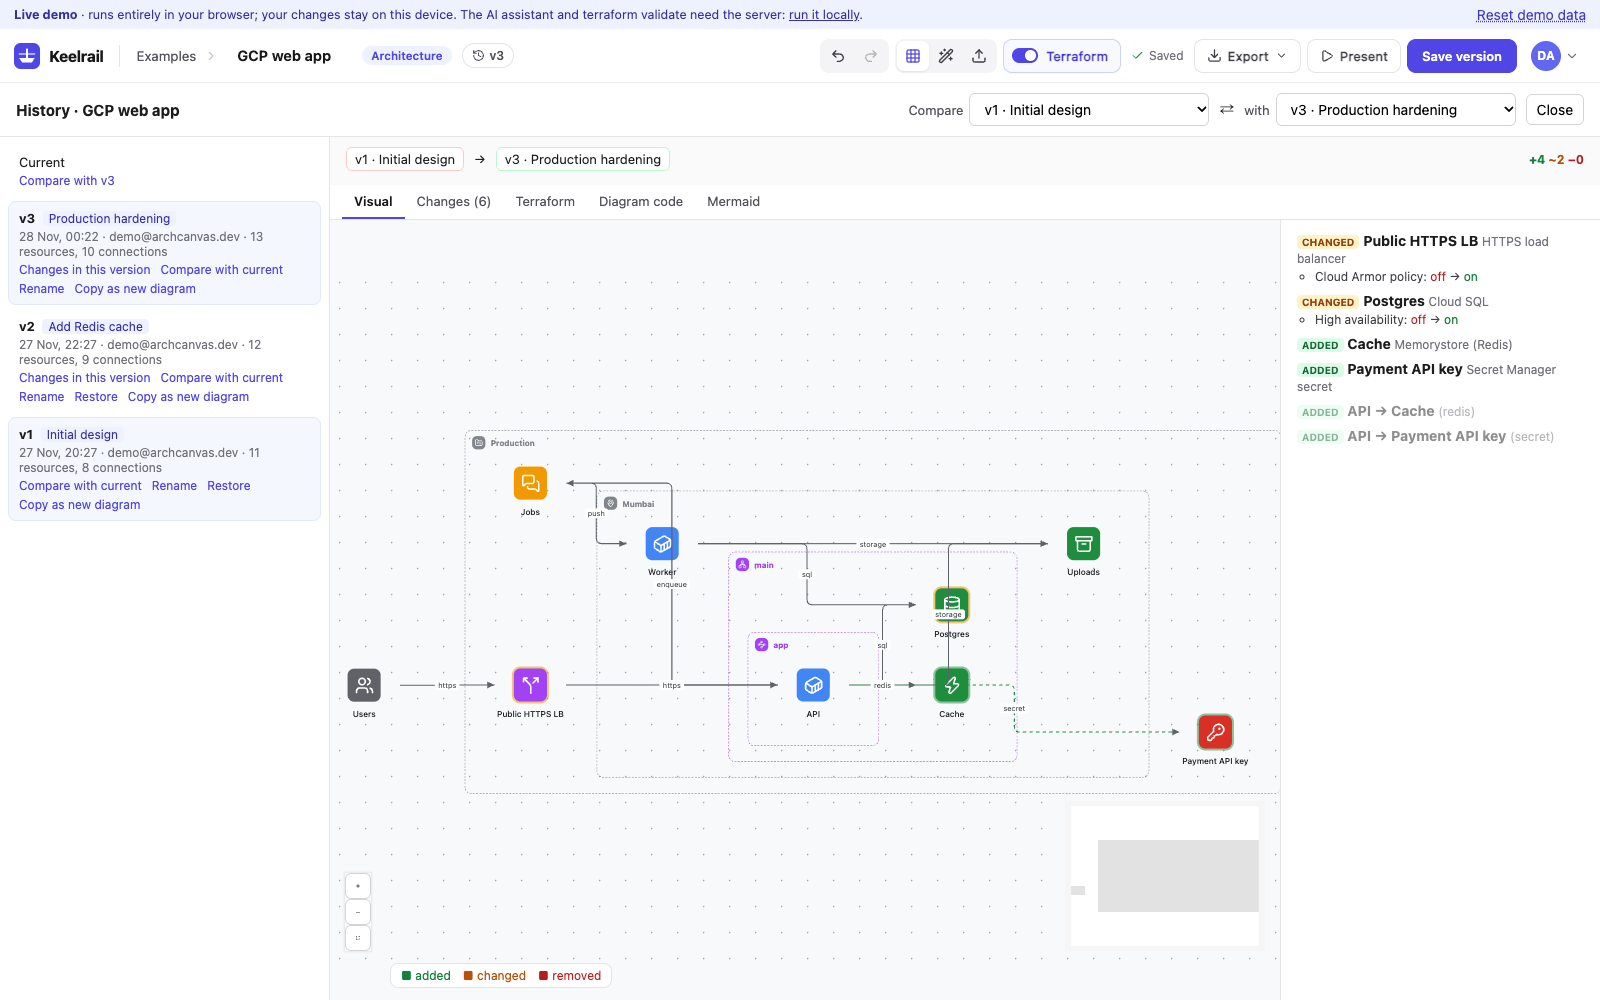 Live demo · runs entirely in your browser; your changes stay on this device. The AI assistant and terraform validate need the server: run it locally.
Reset demo data
Keelrail
Examples
GCP web app
Architecture
v3
Terraform
Saved
Export
Present
Save version
DA
History · GCP web app
Compare
v1 · Initial design
with
v3 · Production hardening
Close
Current
Compare with v3
v3 Production hardening
28 Nov, 00:22 · demo@archcanvas.dev · 13
resources, 10 connections
Changes in this version Compare with current
Rename Copy as new diagram
v2 Add Redis cache
27 Nov, 22:27 · demo@archcanvas.dev · 12
resources, 9 connections
Changes in this version Compare with current
Rename Restore Copy as new diagram
v1 Initial design
27 Nov, 20:27 · demo@archcanvas.dev · 11
resources, 8 connections
Compare with current Rename Restore
Copy as new diagram
v1 · Initial design → v3 · Production hardening
+4 ~2 −0
Visual
Changes (6)
Terraform
Diagram code
Mermaid
Production
Jobs
push
Mumbai
Worker
enqueue
storage
Uploads
main
sql
storage
Postgres
app
sql
Users
https
Public HTTPS LB
https
API
redis
Cache
secret
Payment API key
added
changed
removed
CHANGED Public HTTPS LB HTTPS load
balancer
Cloud Armor policy: off → on
CHANGED Postgres Cloud SQL
High availability: off → on
ADDED Cache Memorystore (Redis)
ADDED Payment API key Secret Manager
secret
ADDED API → Cache (redis)
ADDED API → Payment API key (secret)